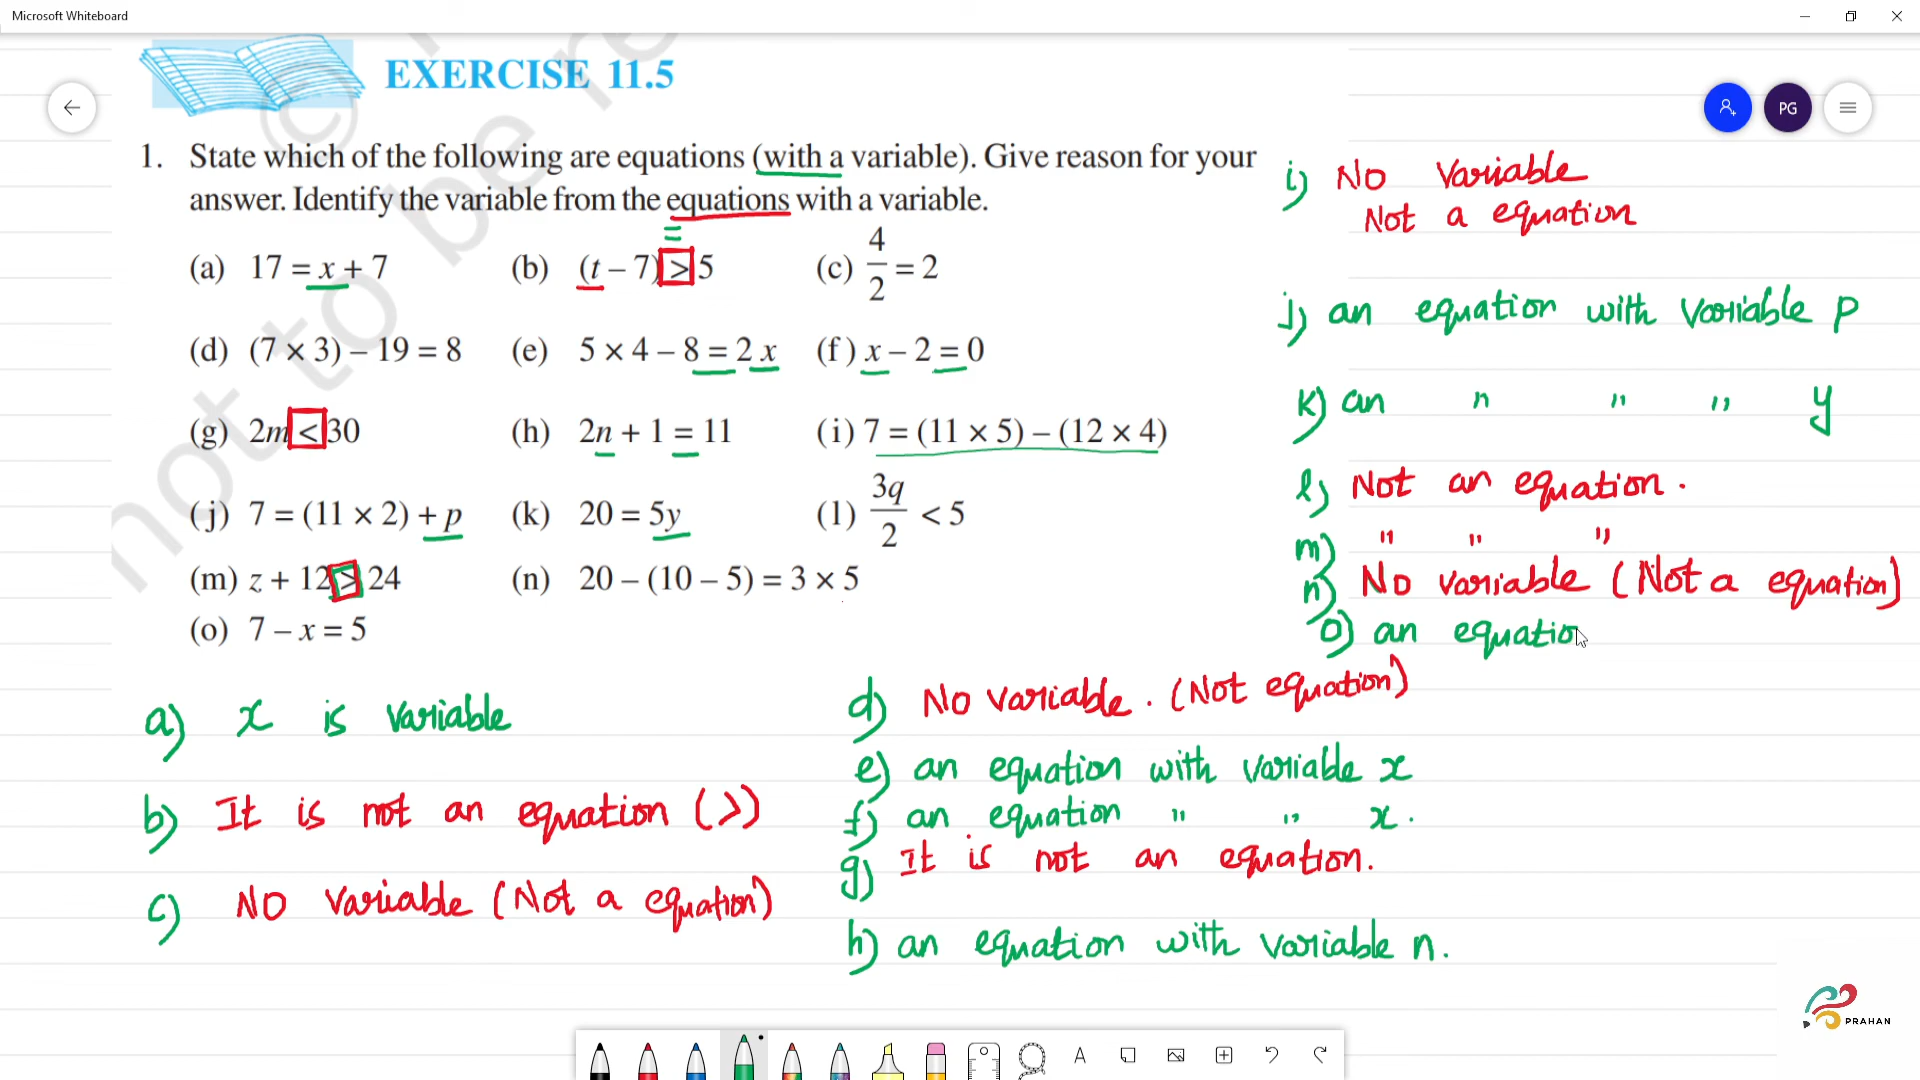 Microsoft Whiteboard
EXERCISE 11.5
1. State which of the following are equations (with a variable). Give reason for your
answer. Identify the variable from the equations with a variable.
=
(a) 17 = x + 7 (b) (t – 7) > 5 (c) 4/2 = 2
(d) (7 × 3) – 19 = 8 (e) 5 × 4 – 8 = 2 x (f) x – 2 = 0
(g) 2m < 30 (h) 2n + 1 = 11 (i) 7 = (11 × 5) – (12 × 4)
(j) 7 = (11 × 2) + p (k) 20 = 5y (l) 3q/2 < 5
(m) z + 12 > 24 (n) 20 – (10 – 5) = 3 × 5
(o) 7 – x = 5
© not to be re
a) x is variable
b) It is not an equation (>)
c) NO variable (Not a equation)
d) No variable. (Not equation)
e) an equation with variable x
f) an equation " " x.
g) It is not an equation.
h) an equation with variable n.
PG
i) No variable
Not a equation
j) an equation with variable p
k) an " " " y
l) Not an equation.
m) " " "
n) No variable (Not a equation)
o) an equatio
PRAHAN
A